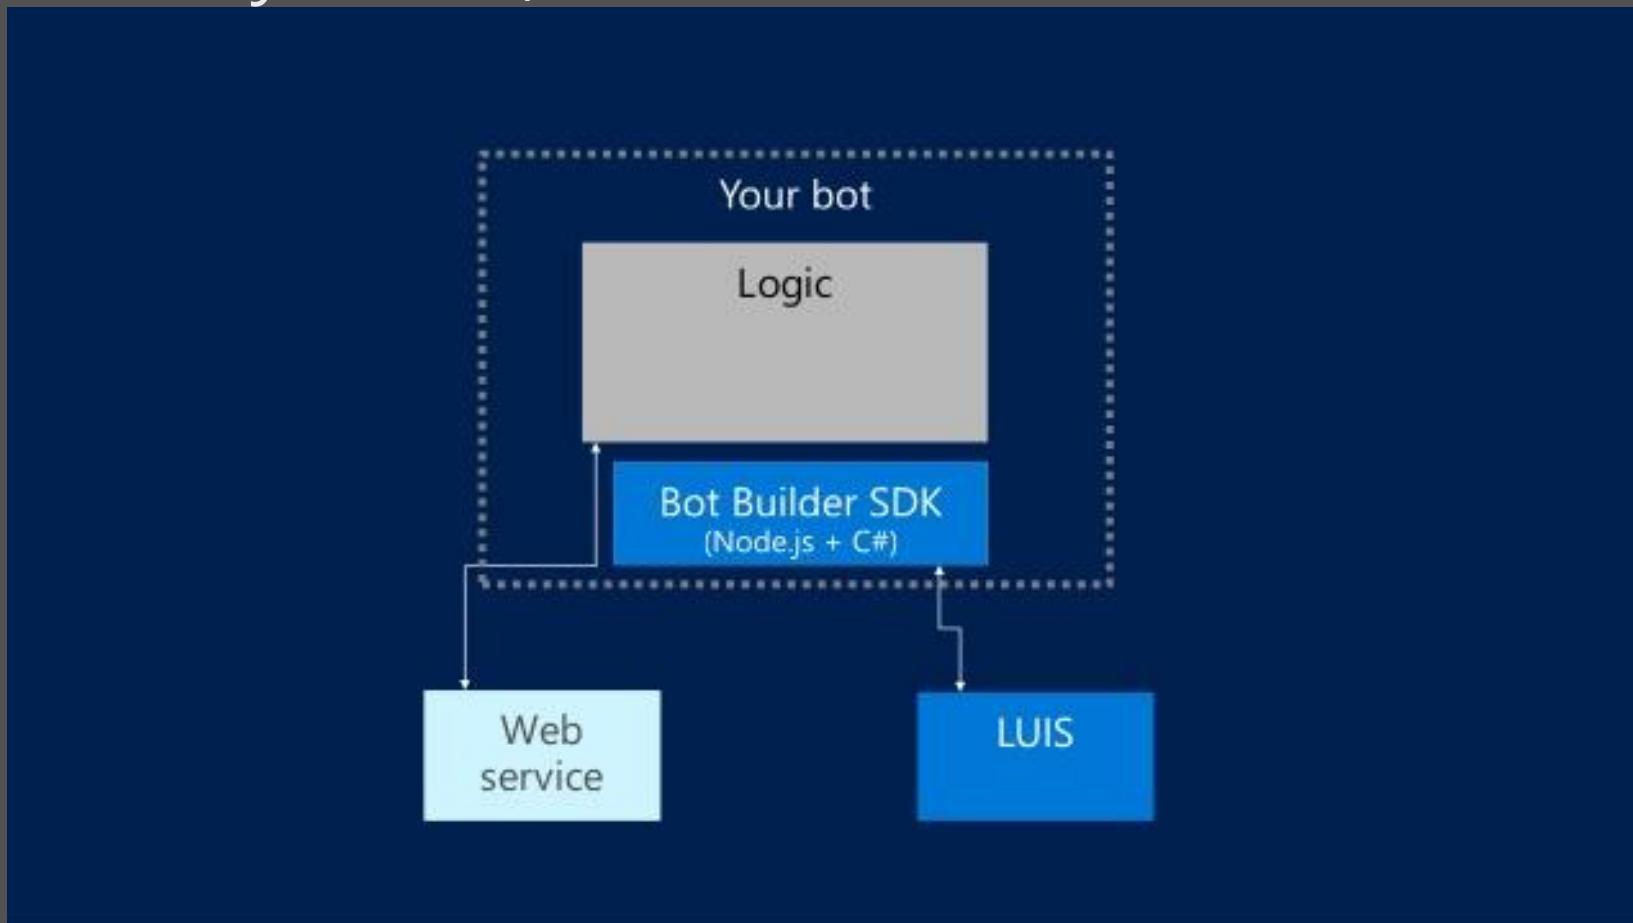 Your bot
Logic
Bot Builder SDK
(Node.js + C#)
Web
service
LUIS